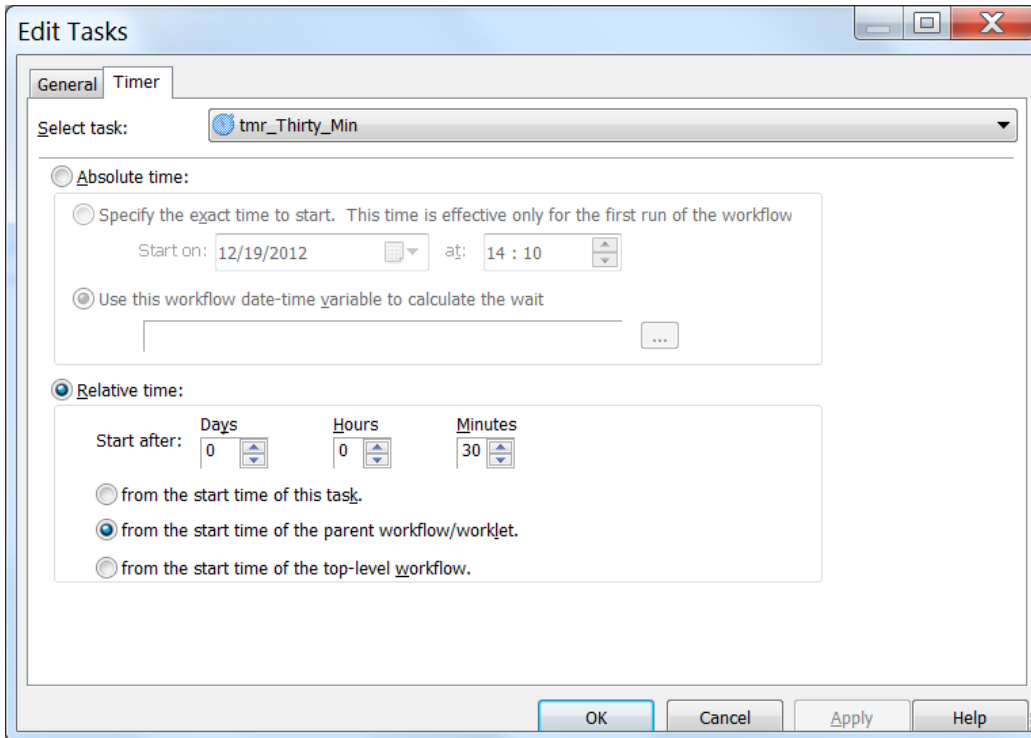 Edit Tasks
General Timer
Select task: tmr_Thirty_Min
Absolute time:
Specify the exact time to start. This time is effective only for the first run of the workflow
Start on: 12/19/2012 at: 14 : 10
Use this workflow date-time variable to calculate the wait
...
Relative time:
Days Hours Minutes
Start after: 0 0 30
from the start time of this task.
from the start time of the parent workflow/worklet.
from the start time of the top-level workflow.
OK Cancel Apply Help